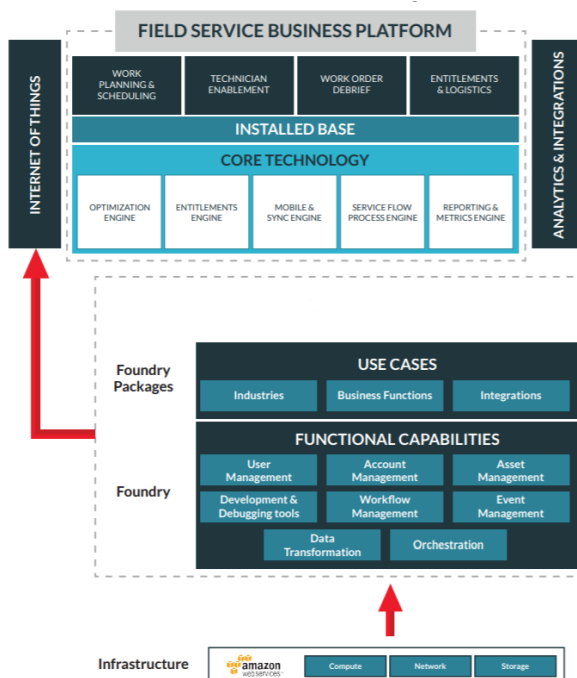 FIELD SERVICE BUSINESS PLATFORM
INTERNET OF THINGS
WORK
PLANNING &
SCHEDULING
TECHNICIAN
ENABLEMENT
WORK ORDER
DEBRIEF
ENTITLEMENTS
& LOGISTICS
ANALYTICS & INTEGRATIONS
INSTALLED BASE
CORE TECHNOLOGY
OPTIMIZATION
ENGINE
ENTITLEMENTS
ENGINE
MOBILE &
SYNC ENGINE
SERVICE FLOW
PROCESS ENGINE
REPORTING &
METRICS ENGINE
Foundry
Packages
USE CASES
Industries
Business Functions
Integrations
Foundry
FUNCTIONAL CAPABILITIES
User
Management
Account
Management
Asset
Management
Development &
Debugging tools
Workflow
Management
Event
Management
Data
Transformation
Orchestration
Infrastructure
amazon
web services™
Compute
Network
Storage